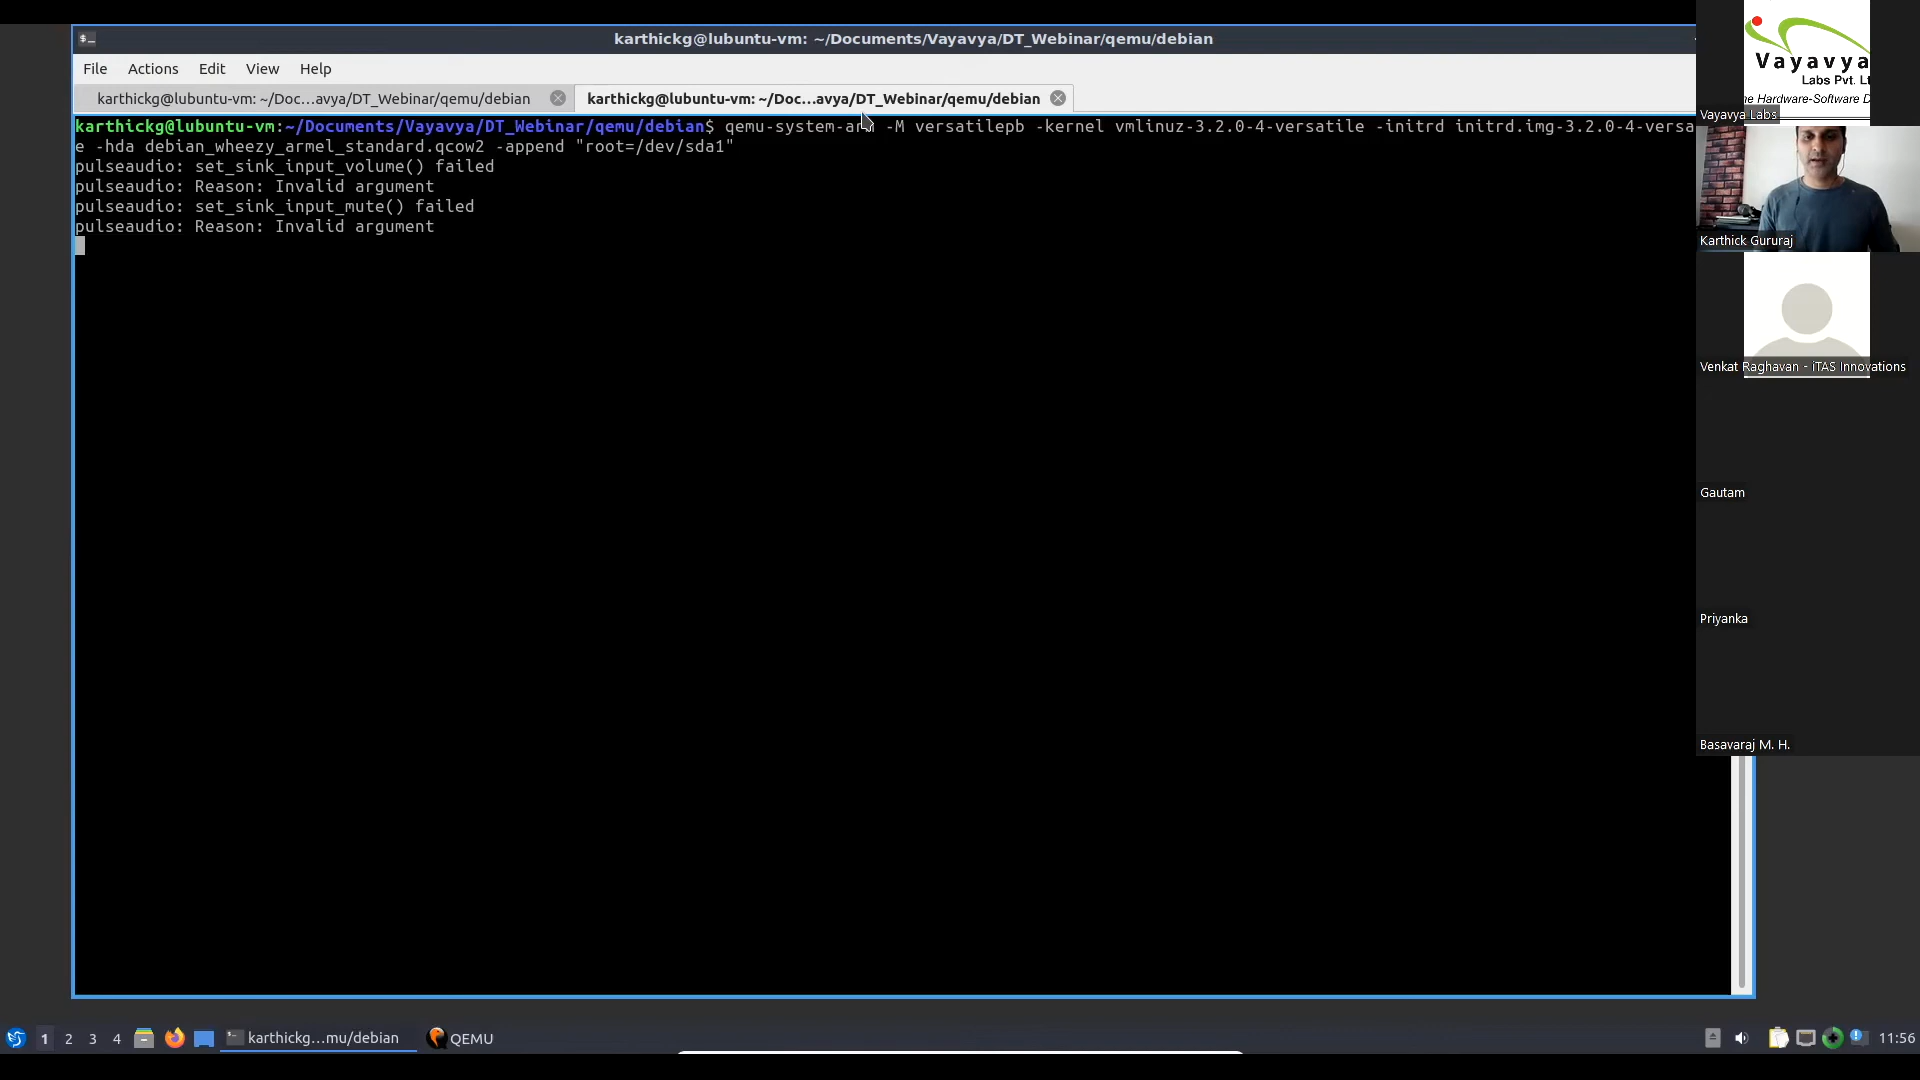 karthickg@lubuntu-vm: ~/Documents/Vayavya/DT_Webinar/qemu/debian
File Actions Edit View Help
karthickg@lubuntu-vm: ~/Doc...avya/DT_Webinar/qemu/debian
karthickg@lubuntu-vm: ~/Doc...avya/DT_Webinar/qemu/debian
karthickg@lubuntu-vm:~/Documents/Vayavya/DT_Webinar/qemu/debian$ qemu-system-arm -M versatilepb -kernel vmlinuz-3.2.0-4-versatile -initrd initrd.img-3.2.0-4-versa
e -hda debian_wheezy_armel_standard.qcow2 -append "root=/dev/sda1"
pulseaudio: set_sink_input_volume() failed
pulseaudio: Reason: Invalid argument
pulseaudio: set_sink_input_mute() failed
pulseaudio: Reason: Invalid argument
Vayavya
Labs Pvt. Lt
ne Hardware-Software D
Vayavya Labs
Karthick Gururaj
Venkat Raghavan - iTAS Innovations
Gautam
Priyanka
Basavaraj M. H.
1 2 3 4
karthickg...mu/debian
QEMU
11:56